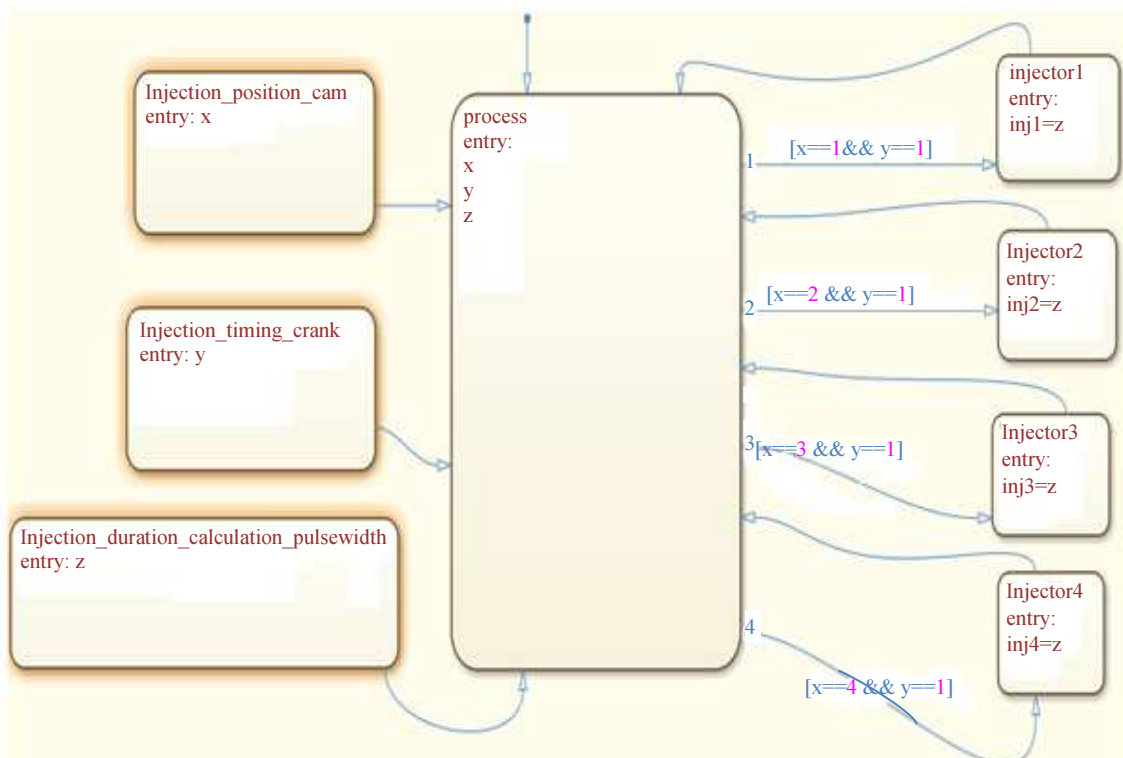 Injection_position_cam
entry: x
Injection_timing_crank
entry: y
Injection_duration_calculation_pulsewidth
entry: z
process
entry:
x
y
z
1
[x==1&& y==1]
2
[x==2 && y==1]
3
[x==3 && y==1]
4
[x==4 && y==1]
injector1
entry:
inj1=z
Injector2
entry:
inj2=z
Injector3
entry:
inj3=z
Injector4
entry:
inj4=z